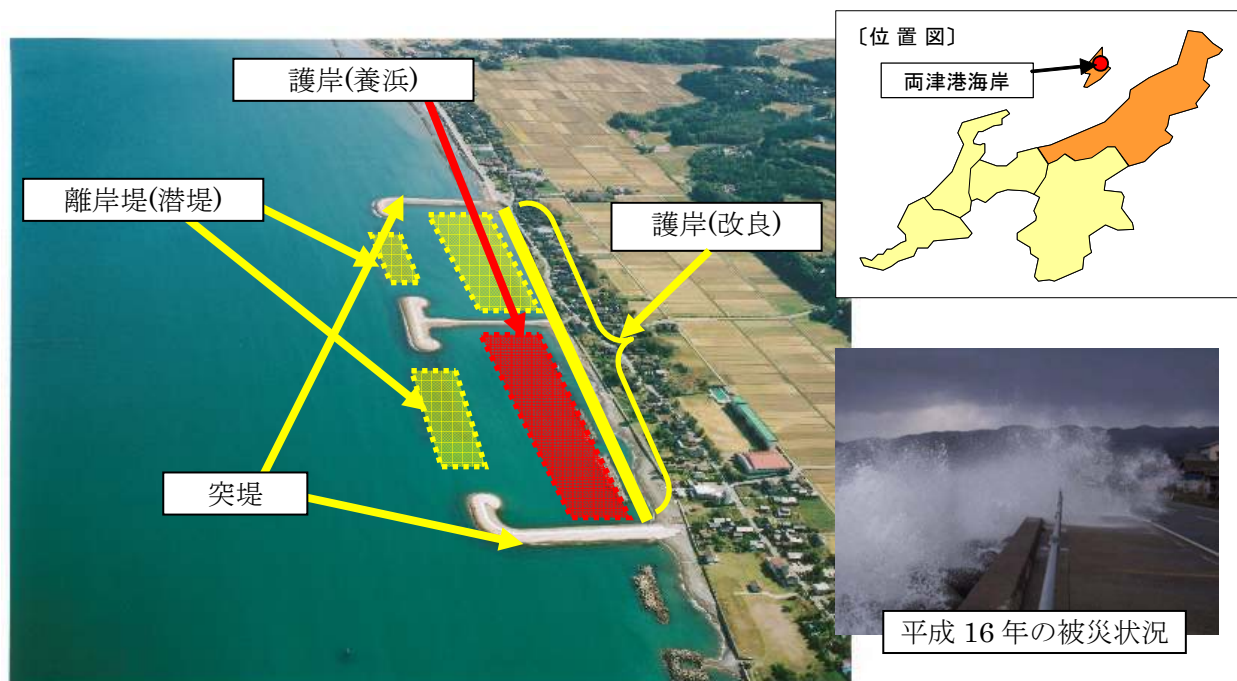 護岸(養浜)
離岸堤(潜堤)
護岸(改良)
突堤
〔位 置 図〕
両津港海岸
平成 16 年の被災状況